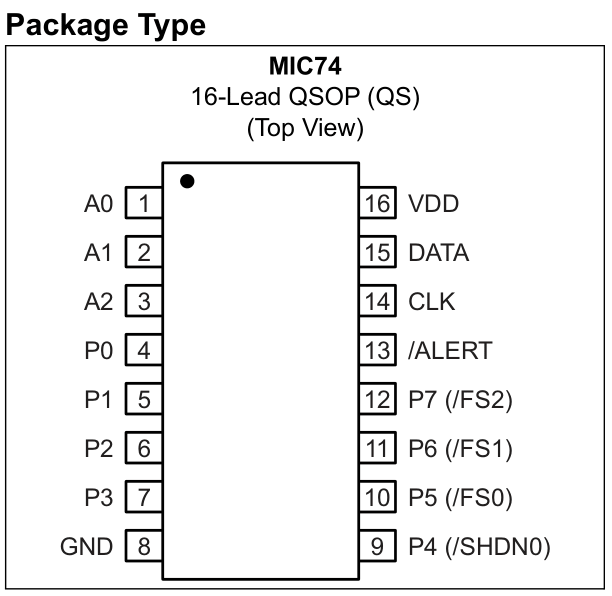 Package Type
MIC74
16-Lead QSOP (QS)
(Top View)
A0 1 16 VDD
A1 2 15 DATA
A2 3 14 CLK
P0 4 13 /ALERT
P1 5 12 P7 (/FS2)
P2 6 11 P6 (/FS1)
P3 7 10 P5 (/FS0)
GND 8 9 P4 (/SHDN0)